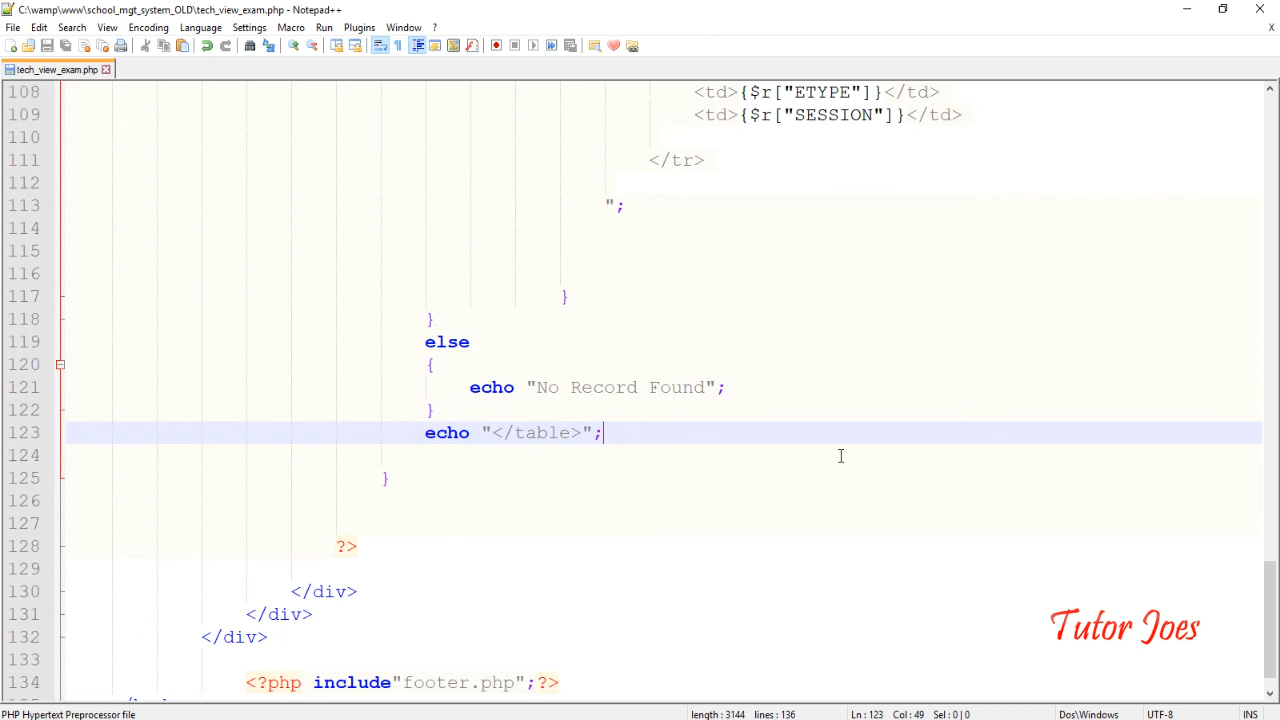 C:\wamp\www\school_mgt_system_OLD\tech_view_exam.php - Notepad++
File Edit Search View Encoding Language Settings Macro Run Plugins Window ?
X
tech_view_exam.php
108 <td>{$r["ETYPE"]}</td>
109 <td>{$r["SESSION"]}</td>
110
111 </tr>
112
113 ";
114
115
116
117 }
118 }
119 else
120 {
121 echo "No Record Found";
122 }
123 echo "</table>";
124
125 }
126
127
128 ?>
129
130 </div>
131 </div>
132 </div>
133
134 <?php include"footer.php";?>
Tutor Joes
PHP Hypertext Preprocessor file length : 3144 lines : 136 Ln : 123 Col : 49 Sel : 0 | 0 Dos\Windows UTF-8 INS